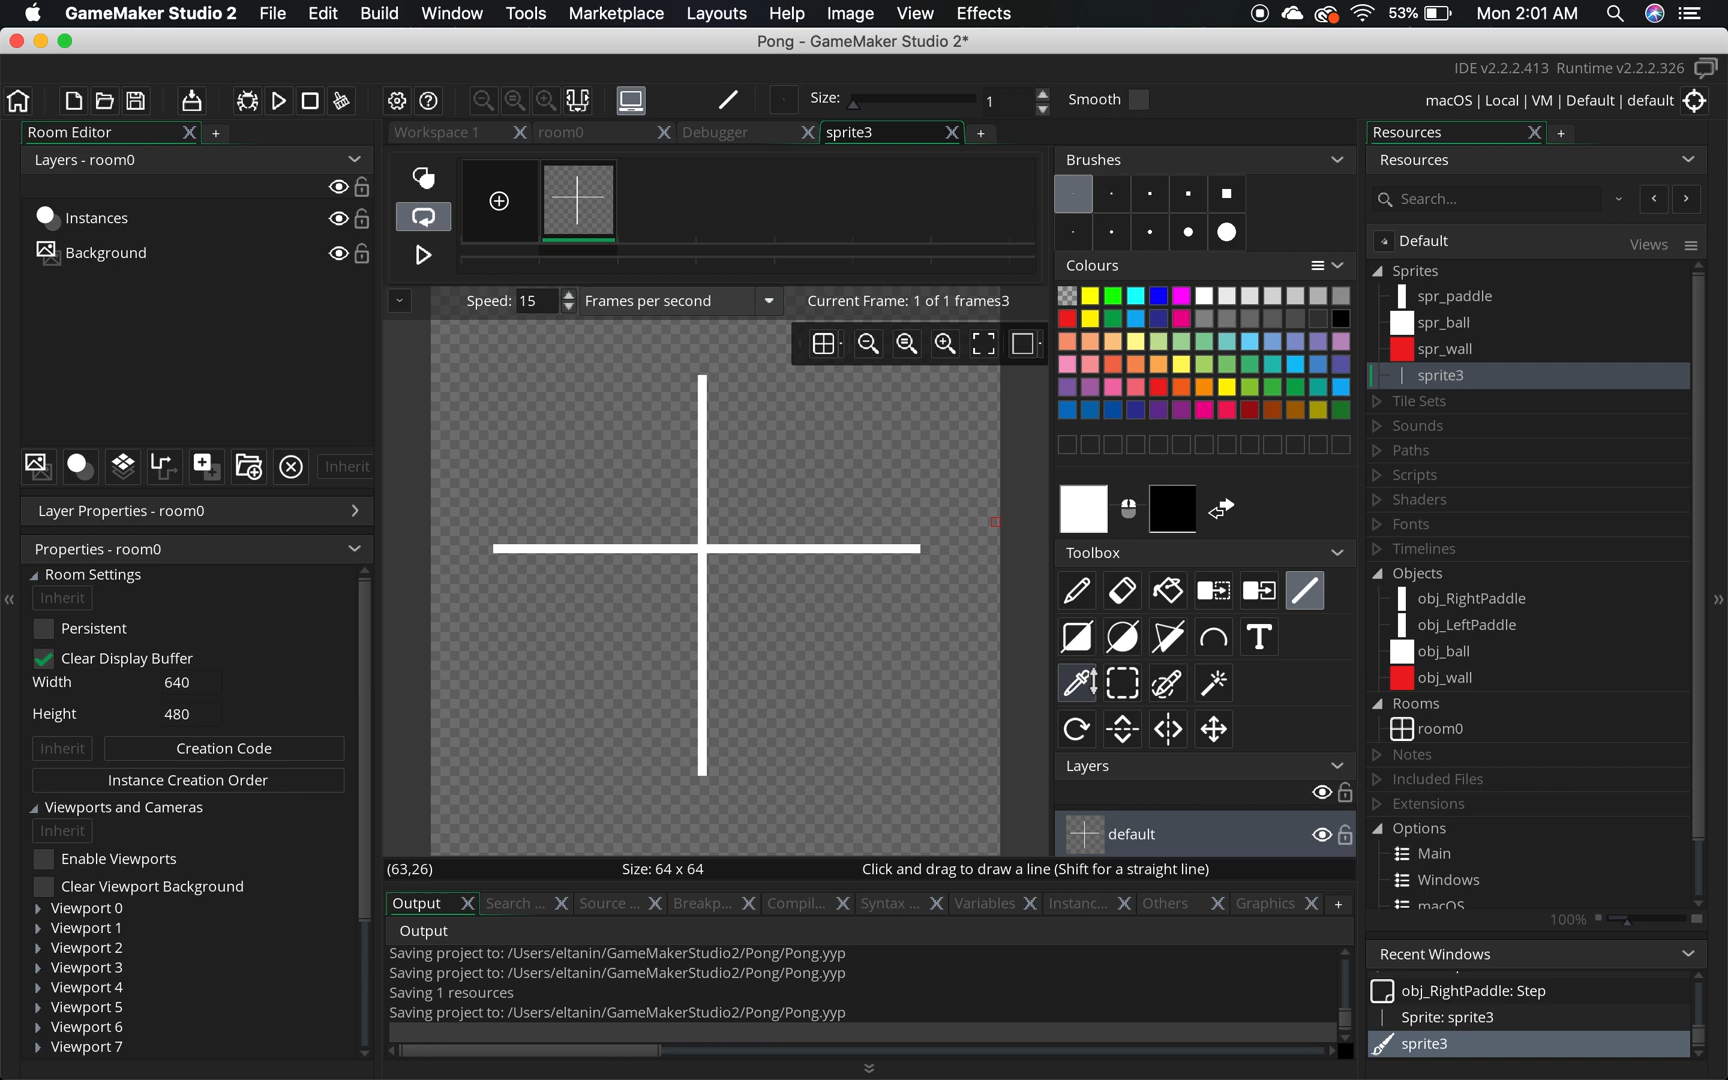 GameMaker Studio 2 File Edit Build Window Tools Marketplace Layouts Help Image View Effects 53% Mon 2:01 AM
Pong - GameMaker Studio 2*
IDE v2.2.2.413 Runtime v2.2.2.326
Size: 1 Smooth
macOS | Local | VM | Default | default
Room Editor
Layers - room0
Instances
Background
Inherit
Layer Properties - room0
Properties - room0
Room Settings
Inherit
Persistent
Clear Display Buffer
Width 640
Height 480
Inherit Creation Code
Instance Creation Order
Viewports and Cameras
Inherit
Enable Viewports
Clear Viewport Background
Viewport 0
Viewport 1
Viewport 2
Viewport 3
Viewport 4
Viewport 5
Viewport 6
Viewport 7
Workspace 1 room0 Debugger sprite3
Speed: 15 Frames per second Current Frame: 1 of 1 frames3
(63,26) Size: 64 x 64 Click and drag to draw a line (Shift for a straight line)
Output Search ... Source ... Breakp... Compil... Syntax ... Variables Instanc... Others Graphics
Output
Saving project to: /Users/eltanin/GameMakerStudio2/Pong/Pong.yyp
Saving project to: /Users/eltanin/GameMakerStudio2/Pong/Pong.yyp
Saving 1 resources
Saving project to: /Users/eltanin/GameMakerStudio2/Pong/Pong.yyp
Brushes
Colours
Toolbox
T
Layers
default
Resources
Resources
Search...
Default Views
Sprites
spr_paddle
spr_ball
spr_wall
sprite3
Tile Sets
Sounds
Paths
Scripts
Shaders
Fonts
Timelines
Objects
obj_RightPaddle
obj_LeftPaddle
obj_ball
obj_wall
Rooms
room0
Notes
Included Files
Extensions
Options
Main
Windows
macOS
100%
Recent Windows
obj_RightPaddle: Step
Sprite: sprite3
sprite3